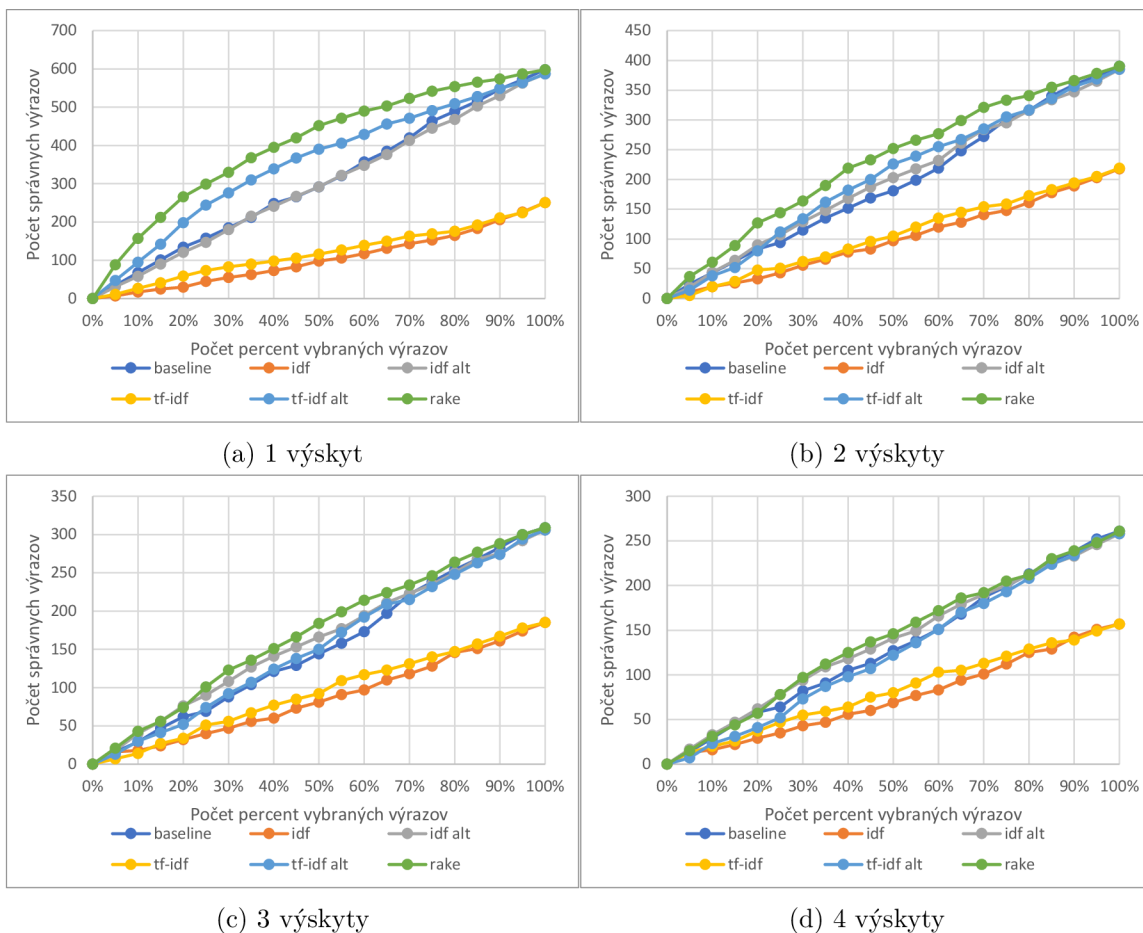 700
600
500
400
300
200
100
0
Počet správnych výrazov
0% 10% 20% 30% 40% 50% 60% 70% 80% 90% 100%
Počet percent vybraných výrazov
baseline idf idf alt
tf-idf tf-idf alt rake
(a) 1 výskyt
450
400
350
300
250
200
150
100
50
0
Počet správnych výrazov
0% 10% 20% 30% 40% 50% 60% 70% 80% 90% 100%
Počet percent vybraných výrazov
baseline idf idf alt
tf-idf tf-idf alt rake
(b) 2 výskyty
350
300
250
200
150
100
50
0
Počet správnych výrazov
0% 10% 20% 30% 40% 50% 60% 70% 80% 90% 100%
Počet percent vybraných výrazov
baseline idf idf alt
tf-idf tf-idf alt rake
(c) 3 výskyty
300
250
200
150
100
50
0
Počet správnych výrazov
0% 10% 20% 30% 40% 50% 60% 70% 80% 90% 100%
Počet percent vybraných výrazov
baseline idf idf alt
tf-idf tf-idf alt rake
(d) 4 výskyty